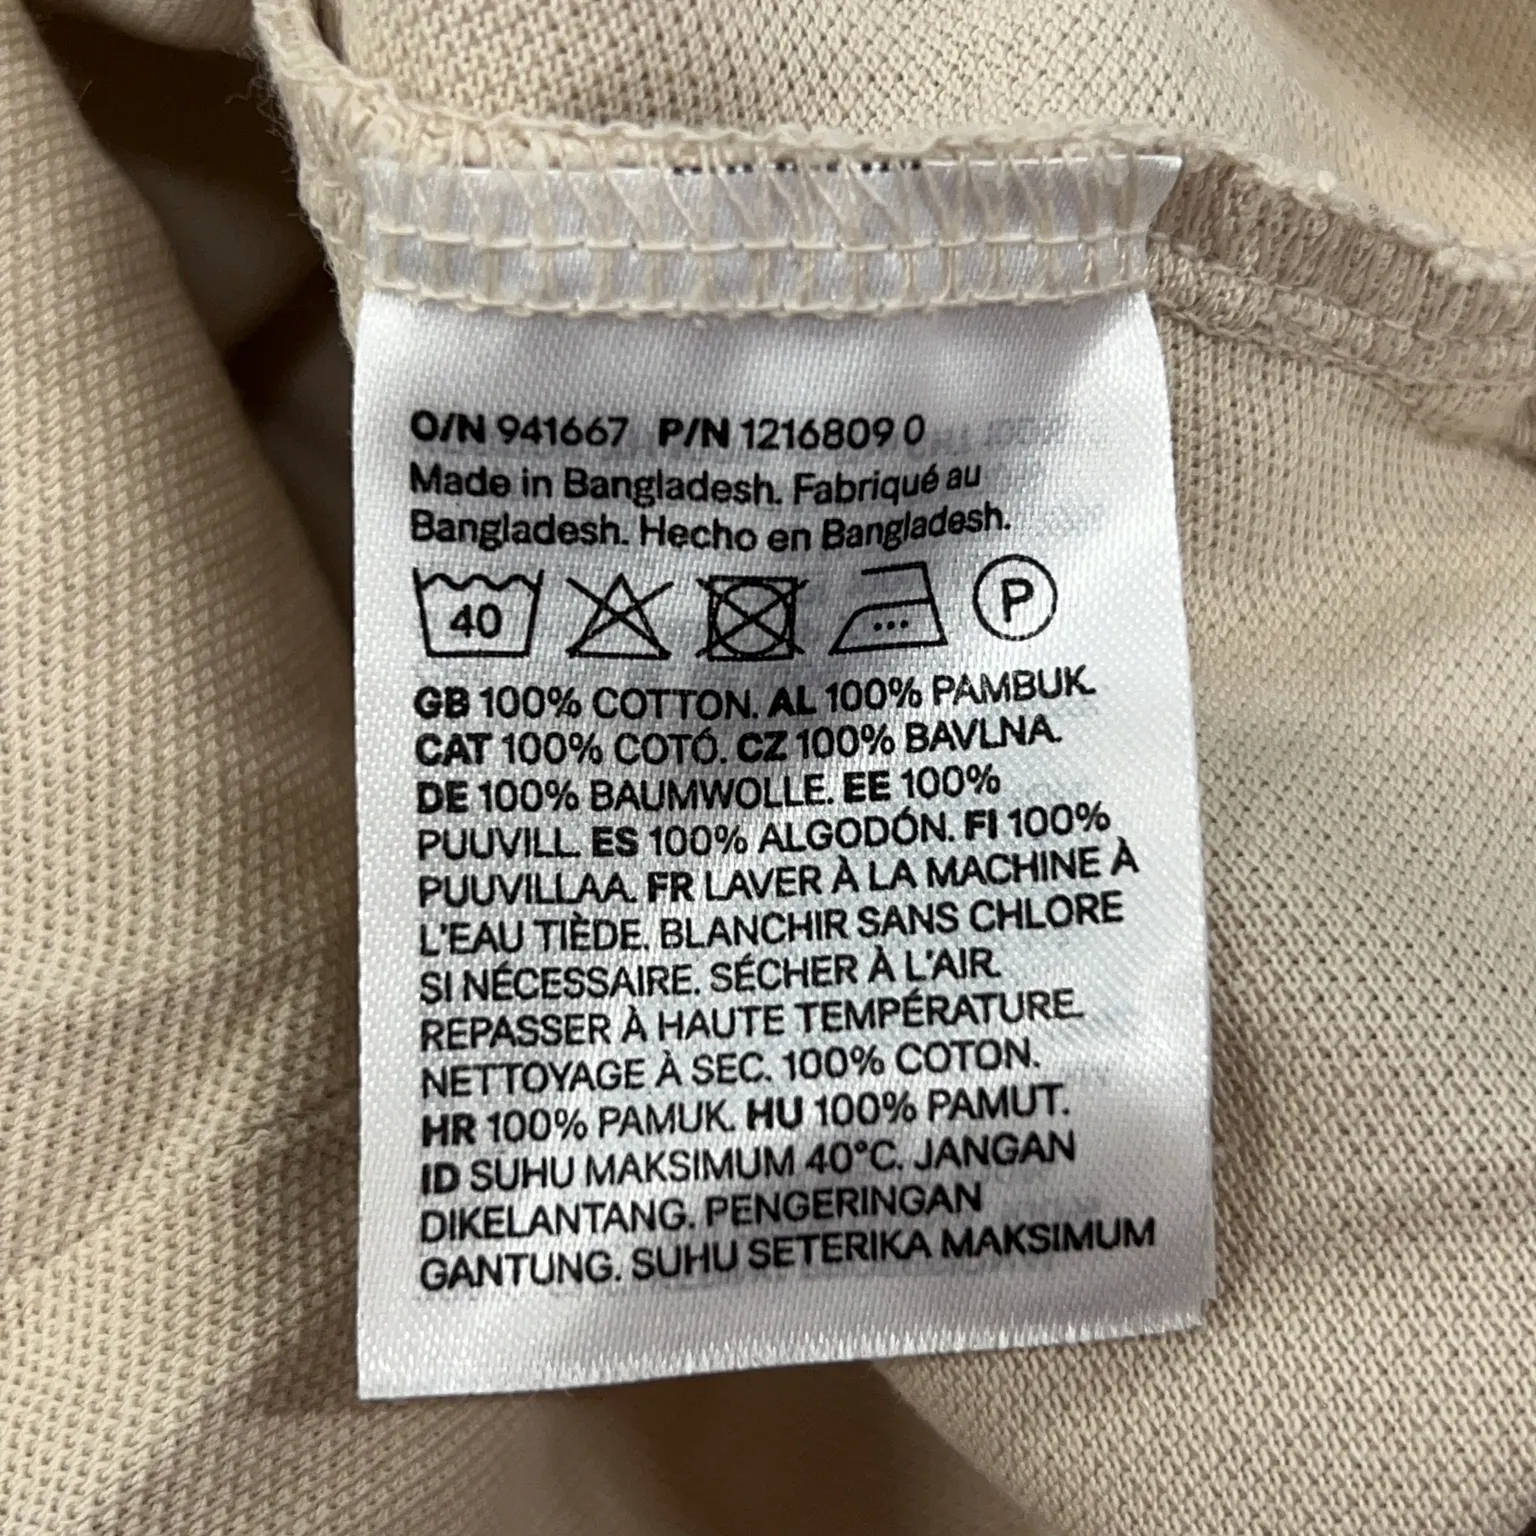 O/N 941667 P/N 1216809 0
Made in Bangladesh. Fabriqué au
Bangladesh. Hecho en Bangladesh.
40 P
GB 100% COTTON. AL 100% PAMBUK.
CAT 100% COTÓ. CZ 100% BAVLNA.
DE 100% BAUMWOLLE. EE 100%
PUUVILL. ES 100% ALGODÓN. FI 100%
PUUVILLAA. FR LAVER À LA MACHINE À
L'EAU TIÈDE. BLANCHIR SANS CHLORE
SI NÉCESSAIRE. SÉCHER À L'AIR.
REPASSER À HAUTE TEMPÉRATURE.
NETTOYAGE À SEC. 100% COTON.
HR 100% PAMUK. HU 100% PAMUT.
ID SUHU MAKSIMUM 40°C. JANGAN
DIKELANTANG. PENGERINGAN
GANTUNG. SUHU SETERIKA MAKSIMUM